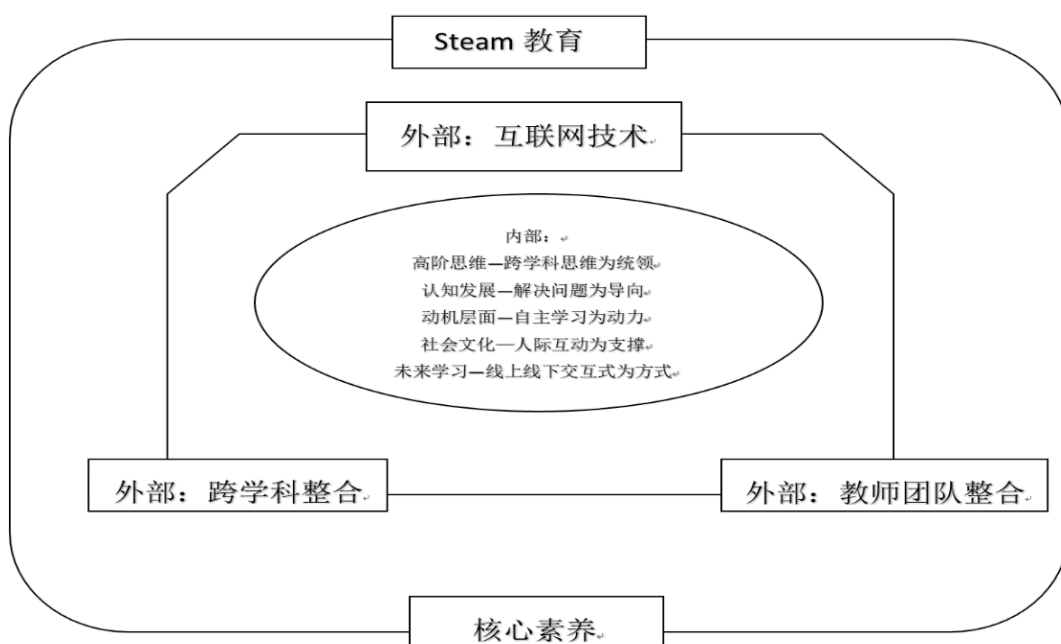 Steam 教育
外部：互联网技术
内部：
高阶思维—跨学科思维为统领
认知发展—解决问题为导向
动机层面—自主学习为动力
社会文化—人际互动为支撑
未来学习—线上线下交互式为方式
外部：跨学科整合
外部：教师团队整合
核心素养